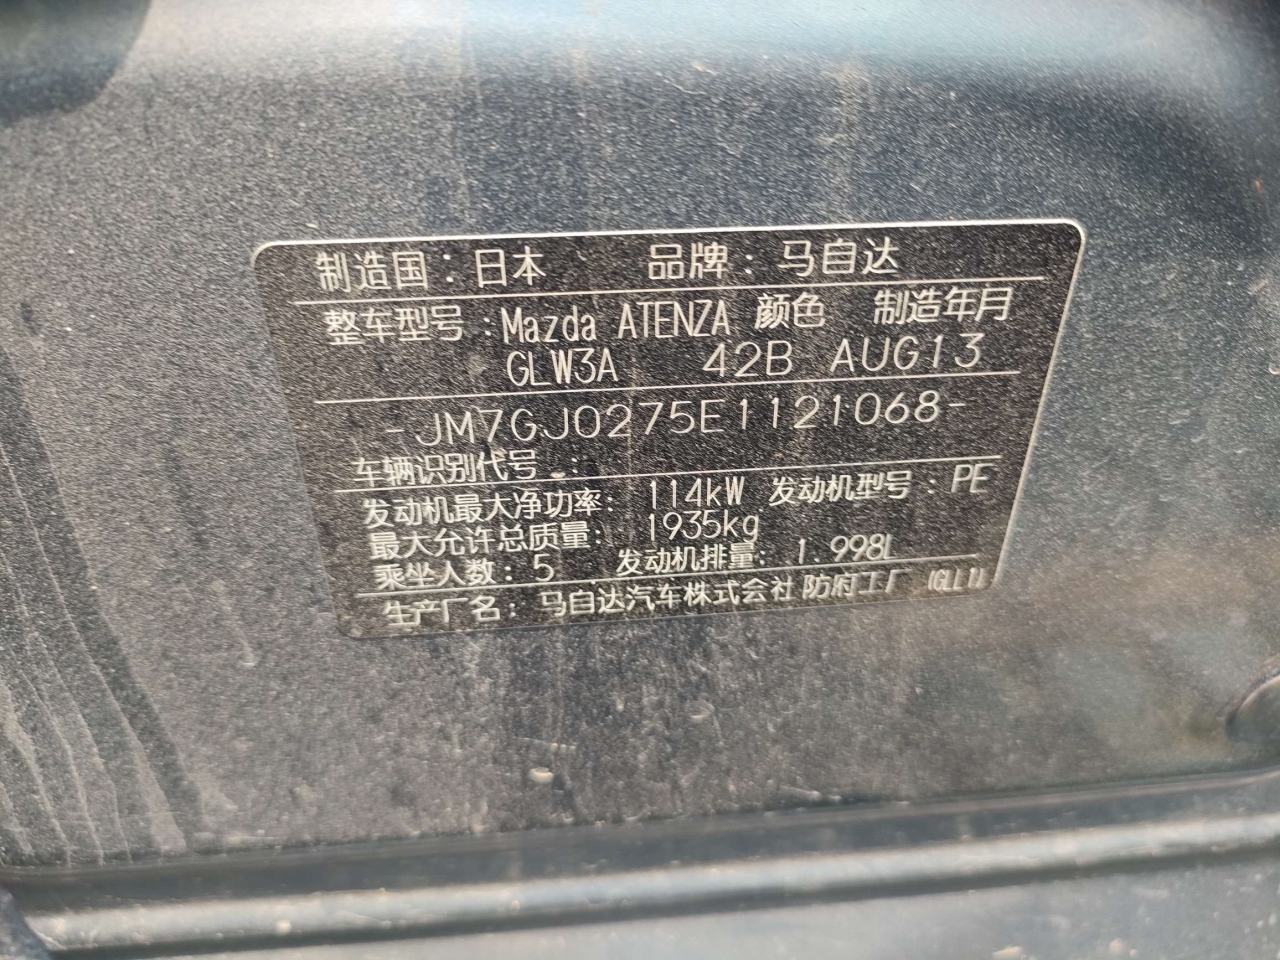 制造国：日本 品牌：马自达
整车型号：Mazda ATENZA 颜色 制造年月
GLW3A 42B AUG13
-JM7GJ0275E1121068-
车辆识别代号：
发动机最大净功率：114kW 发动机型号：PE
最大允许总质量：1935kg
乘坐人数：5 发动机排量：1.998L
生产厂名：马自达汽车株式会社 防府工厂 (GLL1)